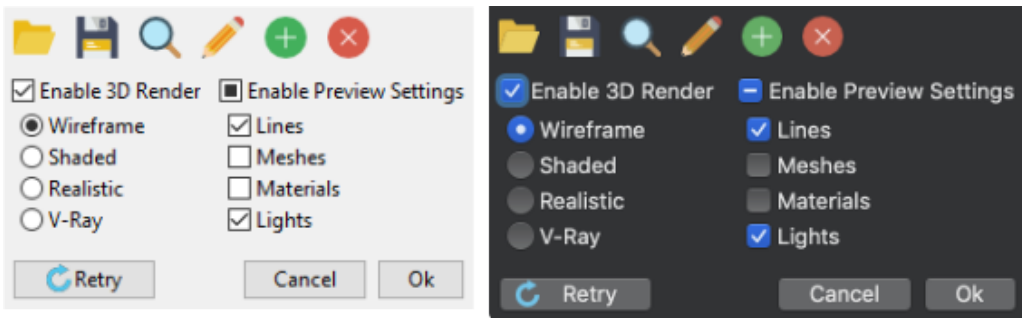 Enable 3D Render Enable Preview Settings
Wireframe Lines
Shaded Meshes
Realistic Materials
V-Ray Lights
Retry Cancel Ok
Enable 3D Render Enable Preview Settings
Wireframe Lines
Shaded Meshes
Realistic Materials
V-Ray Lights
Retry Cancel Ok